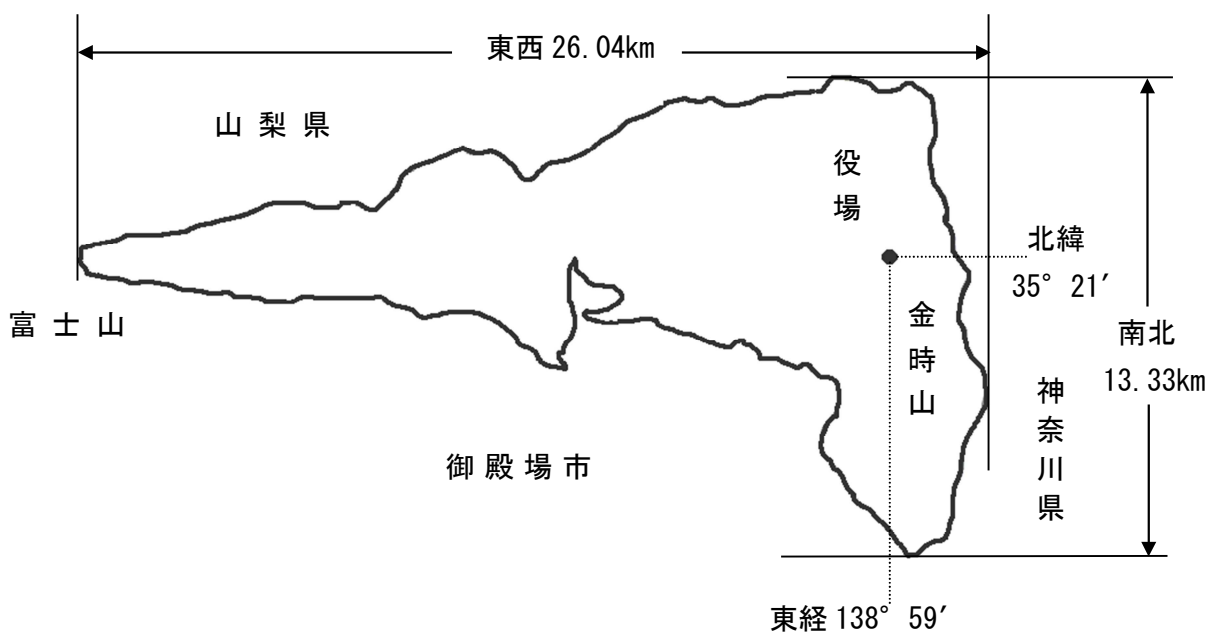 東西 26.04km
山梨県
役場
北緯
35° 21′
富士山
金時山
南北
13.33km
神奈川県
御殿場市
東経 138° 59′